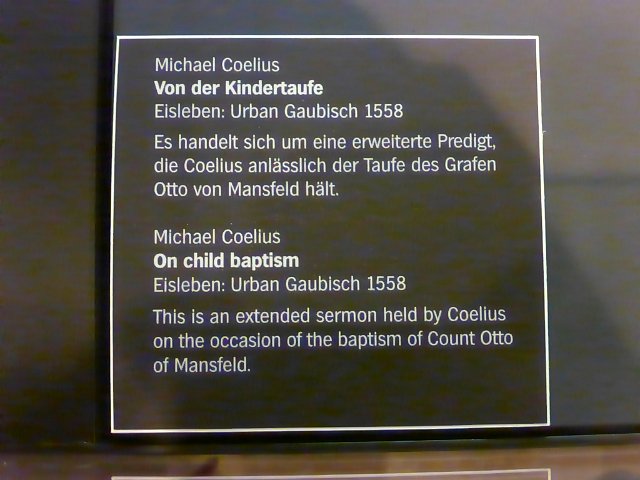 Michael Coelius
Von der Kindertaufe
Eisleben: Urban Gaubisch 1558
Es handelt sich um eine erweiterte Predigt,
die Coelius anlässlich der Taufe des Grafen
Otto von Mansfeld hält.
Michael Coelius
On child baptism
Eisleben: Urban Gaubisch 1558
This is an extended sermon held by Coelius
on the occasion of the baptism of Count Otto
of Mansfeld.